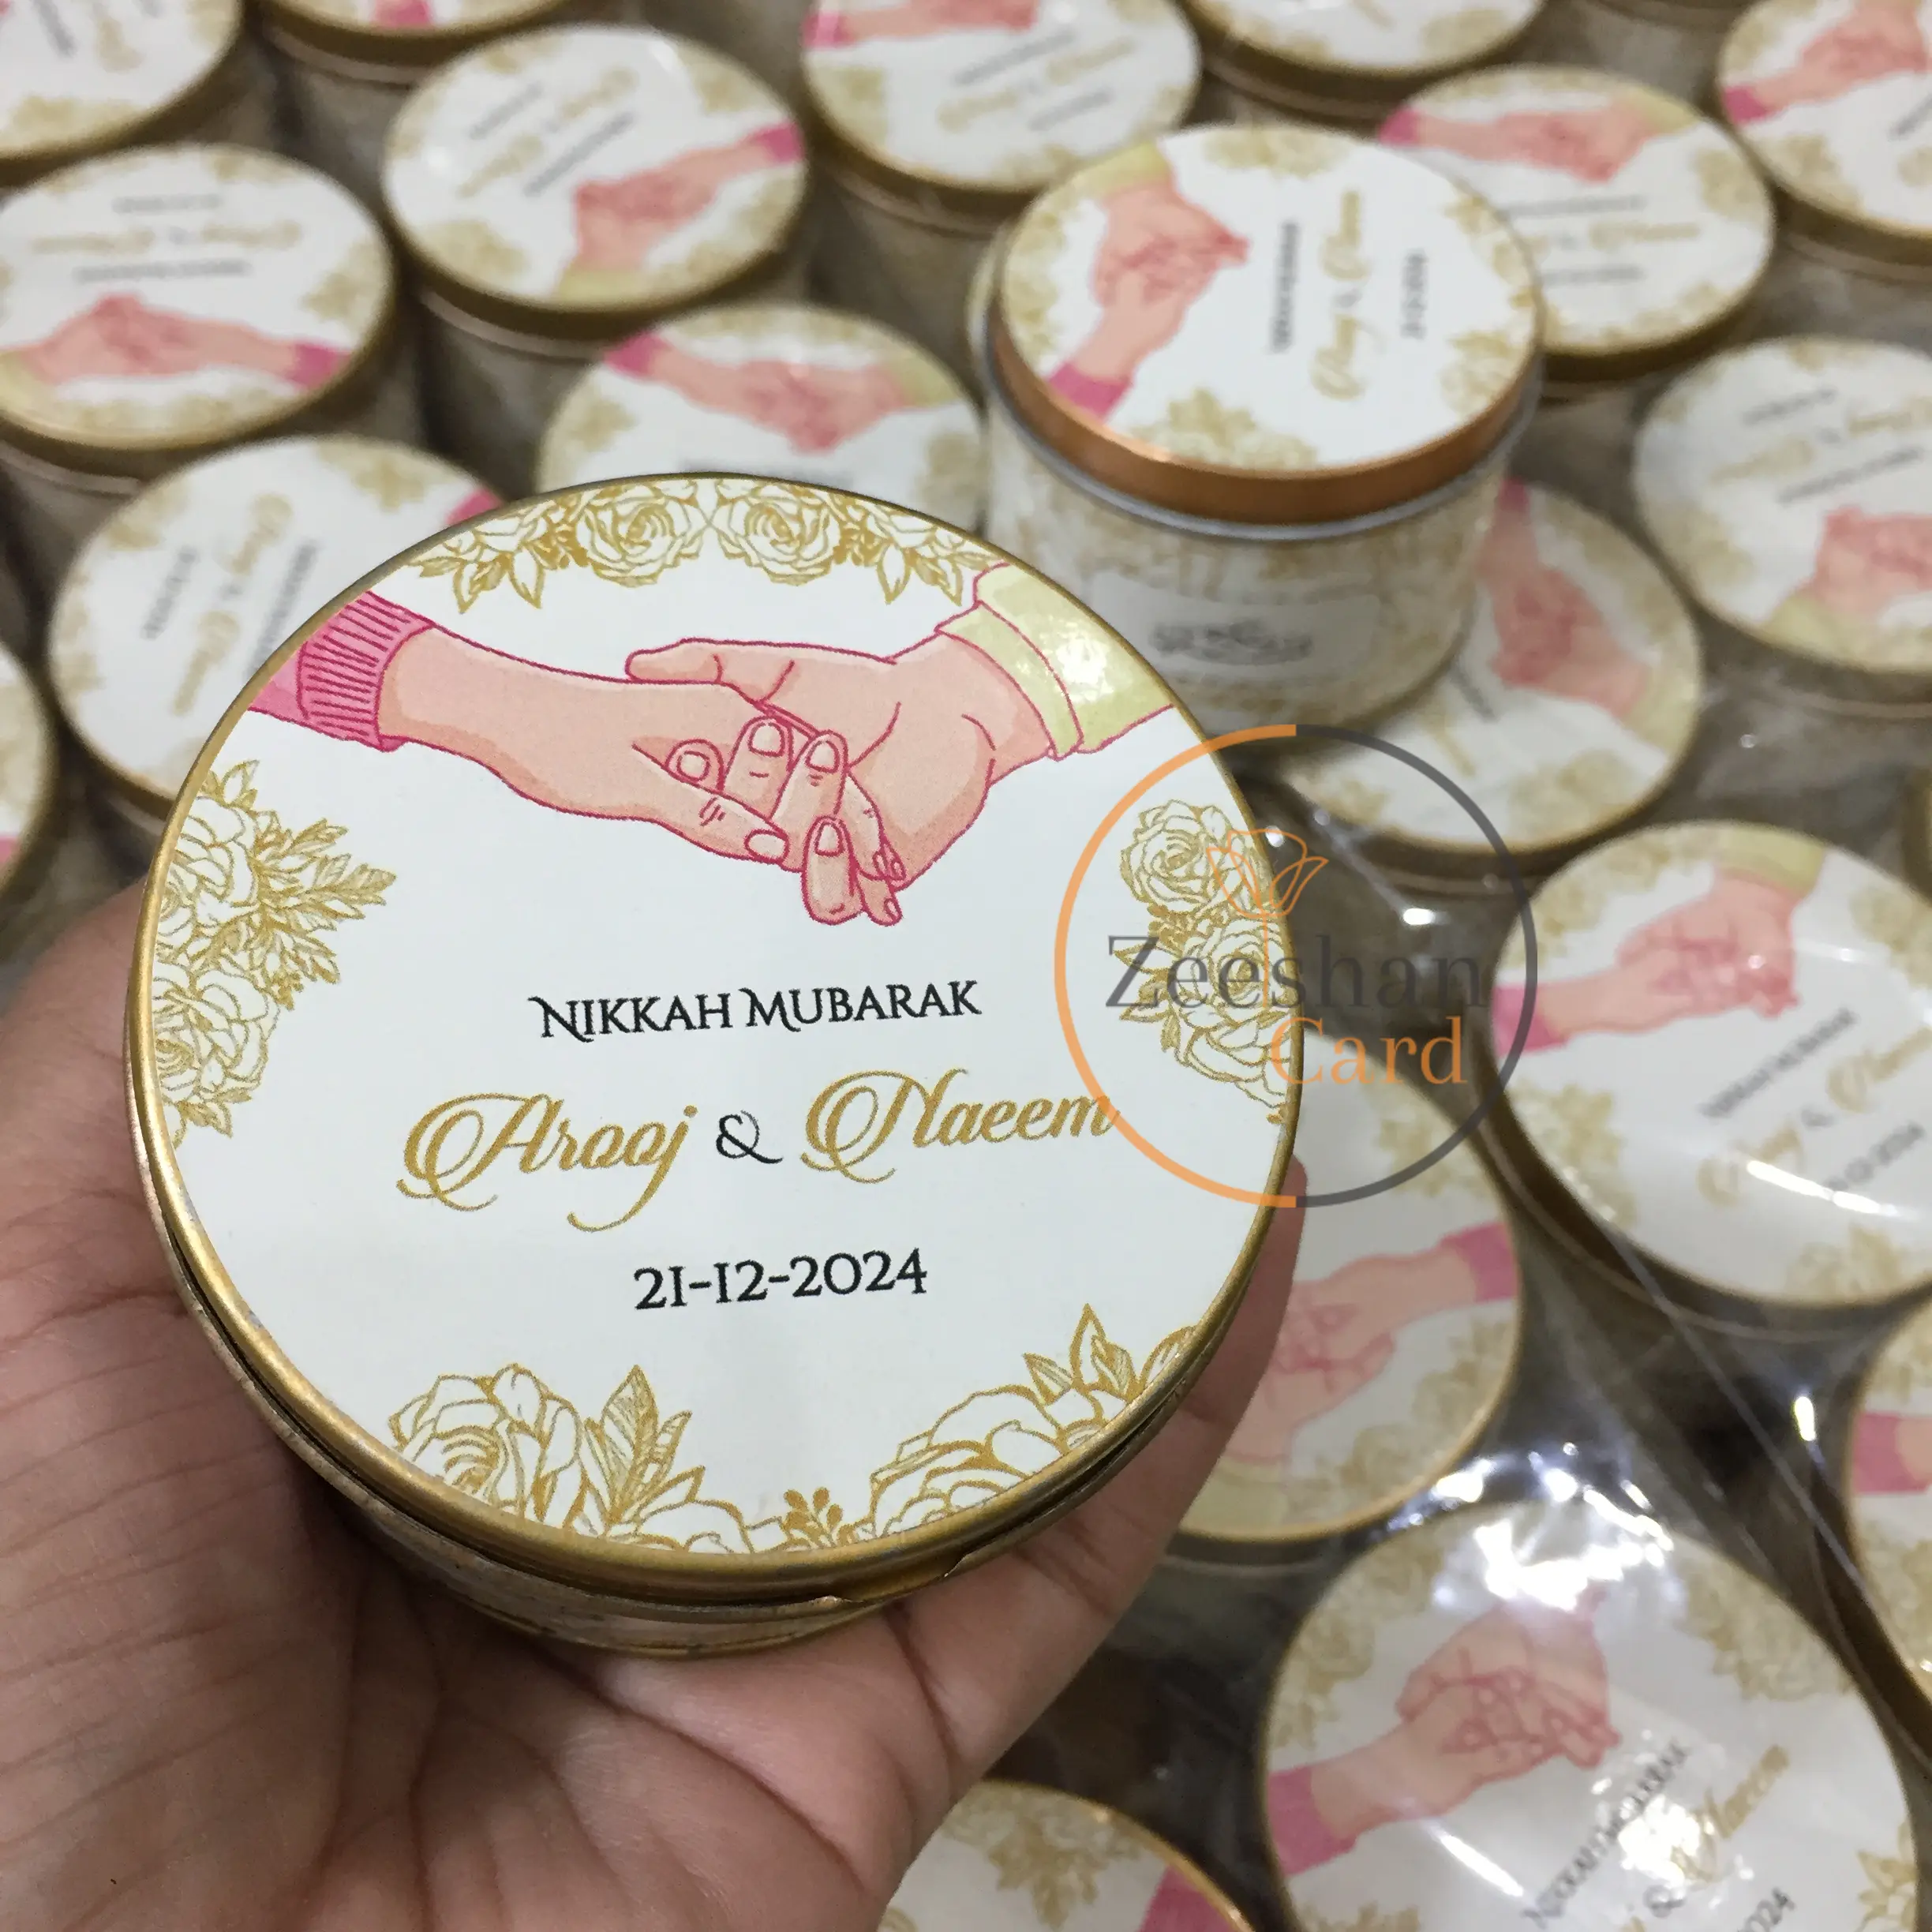 NIKKAH MUBARAK
Arooj & Naeem
21-12-2024
Zeeshan
Card